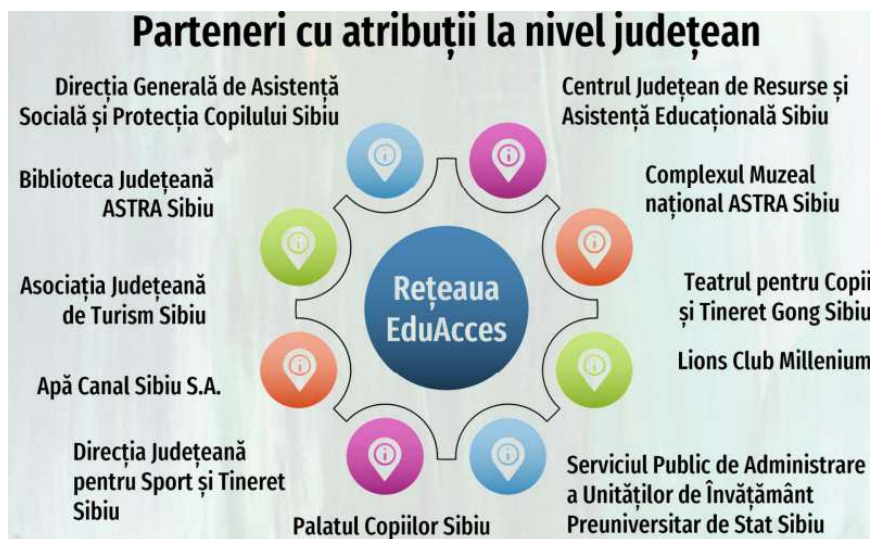 Parteneri cu atribuții la nivel județean
Direcția Generală de Asistență
Socială și Protecția Copilului Sibiu
Centrul Județean de Resurse și
Asistență Educațională Sibiu
Biblioteca Județeană
ASTRA Sibiu
Complexul Muzeal
național ASTRA Sibiu
Asociația Județeană
de Turism Sibiu
Rețeaua
EduAcces
Teatrul pentru Copii
și Tineret Gong Sibiu
Apă Canal Sibiu S.A.
Lions Club Millenium
Direcția Județeană
pentru Sport și Tineret
Sibiu
Palatul Copiilor Sibiu
Serviciul Public de Administrare
a Unităților de Învățământ
Preuniversitar de Stat Sibiu